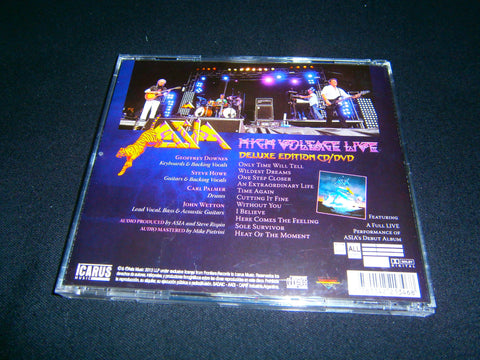 ASIA
HIGH VOLTAGE LIVE
DELUXE EDITION CD/DVD
GEOFFREY DOWNES
Keyboards & Backing Vocals
STEVE HOWE
Guitars & Backing Vocals
CARL PALMER
Drums
JOHN WETTON
Lead Vocal, Bass & Acoustic Guitars
AUDIO PRODUCED by ASIA and Steve Rispin
AUDIO MASTERED by Mike Pietrini
ONLY TIME WILL TELL
WILDEST DREAMS
ONE STEP CLOSER
AN EXTRAORDINARY LIFE
TIME AGAIN
CUTTING IT FINE
WITHOUT YOU
I BELIEVE
HERE COMES THE FEELING
SOLE SURVIVOR
HEAT OF THE MOMENT
FEATURING
A FULL LIVE
PERFORMANCE OF
ASIA'S DEBUT ALBUM
ALL
DOLBY
DIGITAL
ICARUS
MUSIC